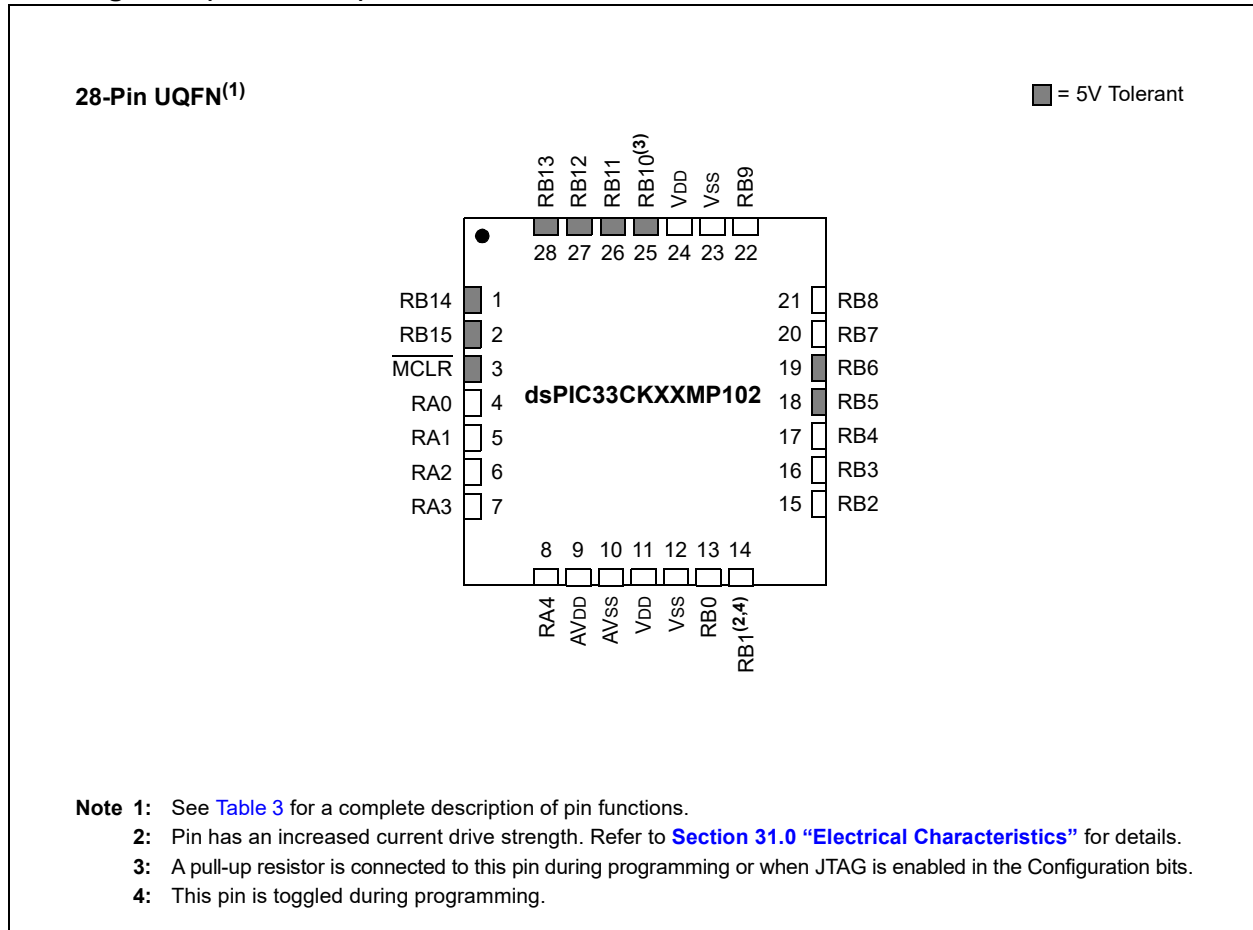 28-Pin UQFN(1)
= 5V Tolerant
RB13 RB12 RB11 RB10(3) VDD VSS RB9
28 27 26 25 24 23 22
RB14 1 21 RB8
RB15 2 20 RB7
MCLR 3 19 RB6
RA0 4 dsPIC33CKXXMP102 18 RB5
RA1 5 17 RB4
RA2 6 16 RB3
RA3 7 15 RB2
8 9 10 11 12 13 14
RA4 AVDD AVSS VDD VSS RB0 RB1(2,4)
Note 1: See Table 3 for a complete description of pin functions.
2: Pin has an increased current drive strength. Refer to Section 31.0 “Electrical Characteristics” for details.
3: A pull-up resistor is connected to this pin during programming or when JTAG is enabled in the Configuration bits.
4: This pin is toggled during programming.